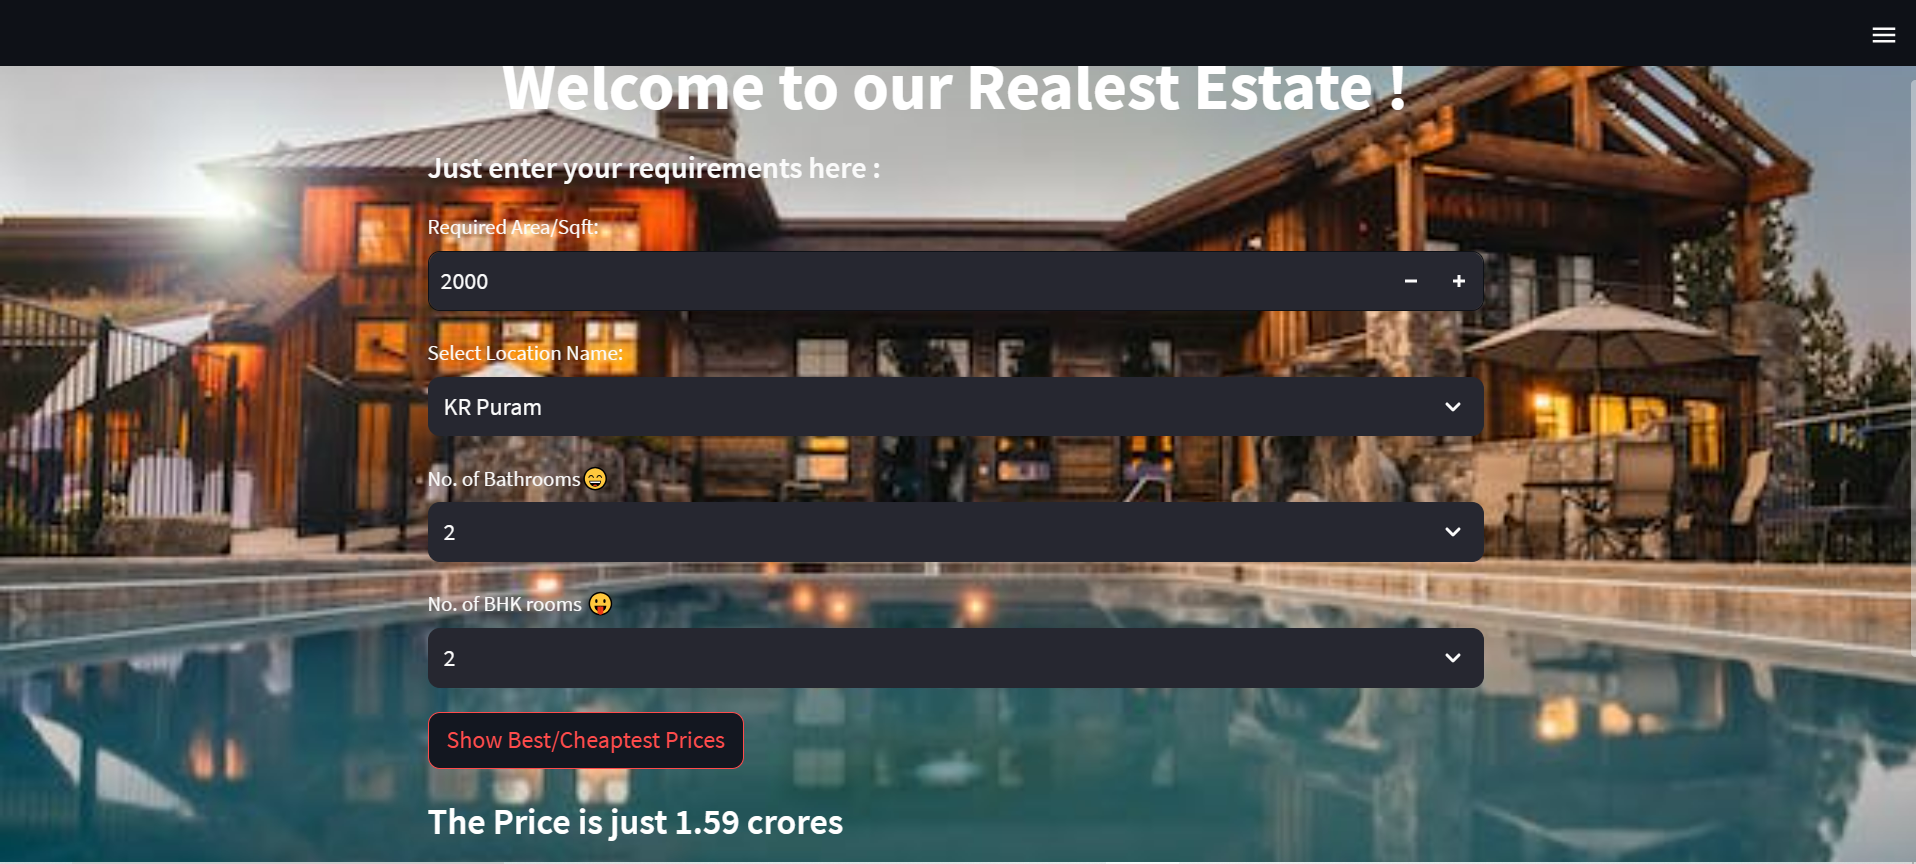 Welcome to our Realest Estate !
Just enter your requirements here :
Required Area/Sqft:
2000
Select Location Name:
KR Puram
No. of Bathrooms😄
2
No. of BHK rooms 😛
2
Show Best/Cheaptest Prices
The Price is just 1.59 crores